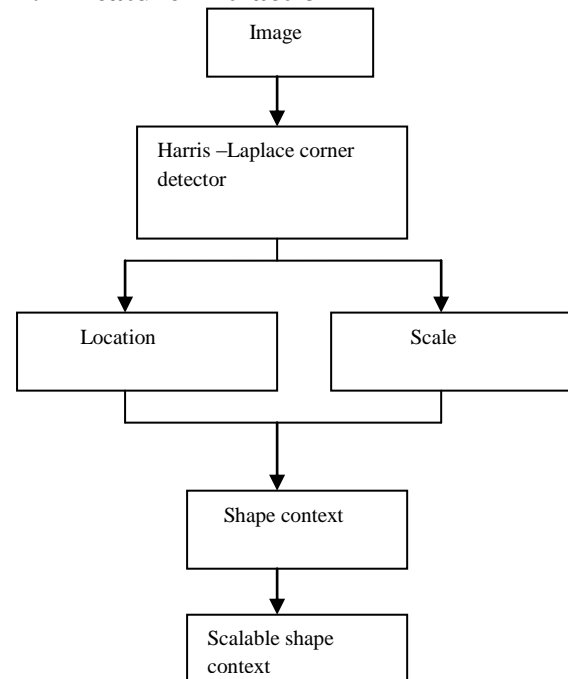 Image
Harris –Laplace corner
detector
Location
Scale
Shape context
Scalable shape
context